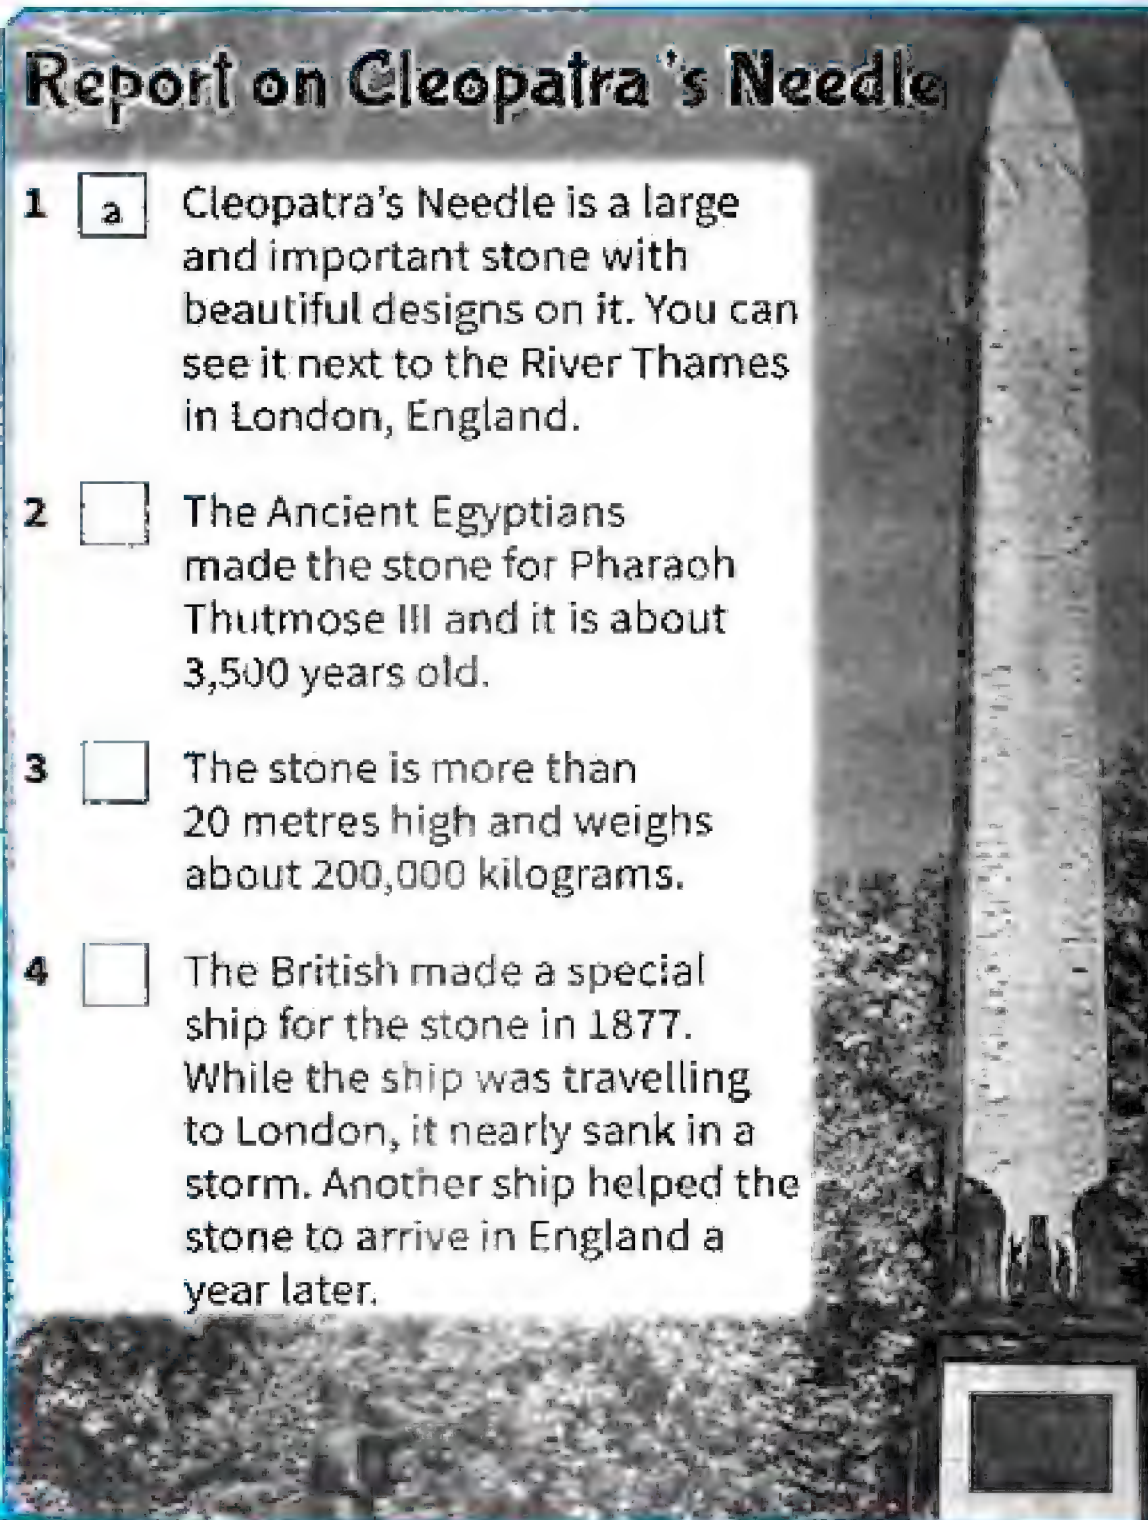 Report on Cleopatra's Needle
1 a Cleopatra's Needle is a large
and important stone with
beautiful designs on it. You can
see it next to the River Thames
in London, England.
2 The Ancient Egyptians
made the stone for Pharaoh
Thutmose III and it is about
3,500 years old.
3 The stone is more than
20 metres high and weighs
about 200,000 kilograms.
4 The British made a special
ship for the stone in 1877.
While the ship was travelling
to London, it nearly sank in a
storm. Another ship helped the
stone to arrive in England a
year later.